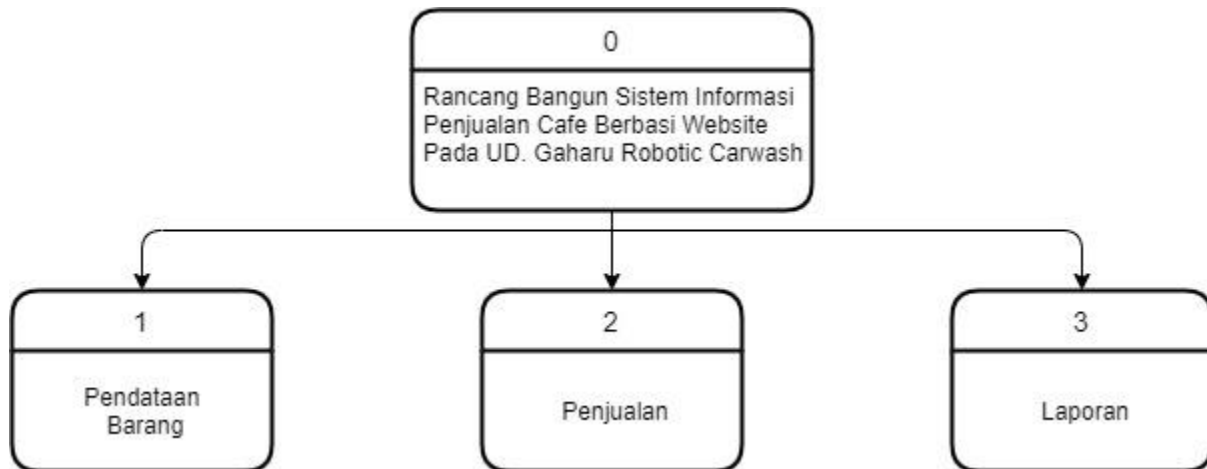 0
Rancang Bangun Sistem Informasi
Penjualan Cafe Berbasi Website
Pada UD. Gaharu Robotic Carwash
1
Pendataan
Barang
2
Penjualan
3
Laporan